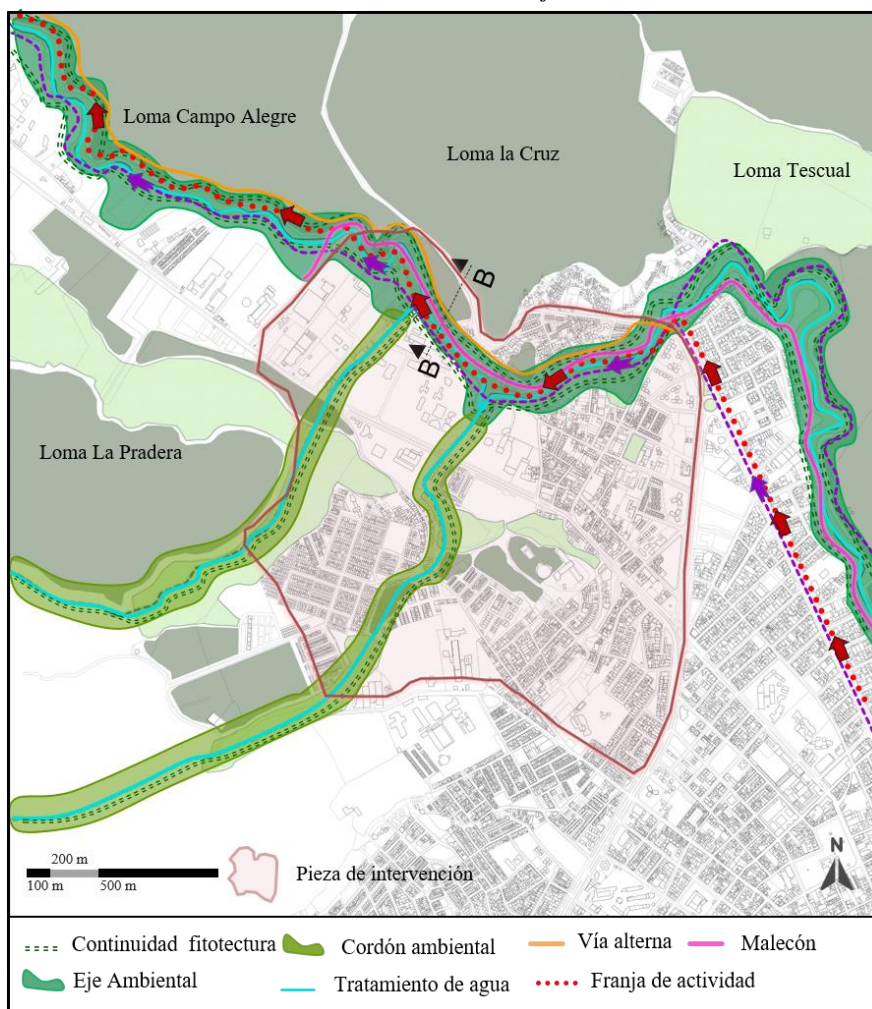 Loma Campo Alegre
Loma la Cruz
Loma Tescual
B
B
Loma La Pradera
N
200 m
100 m
500 m
Pieza de intervención
Continuidad fitotectura
Cordón ambiental
Vía alterna
Malecón
Eje Ambiental
Tratamiento de agua
Franja de actividad